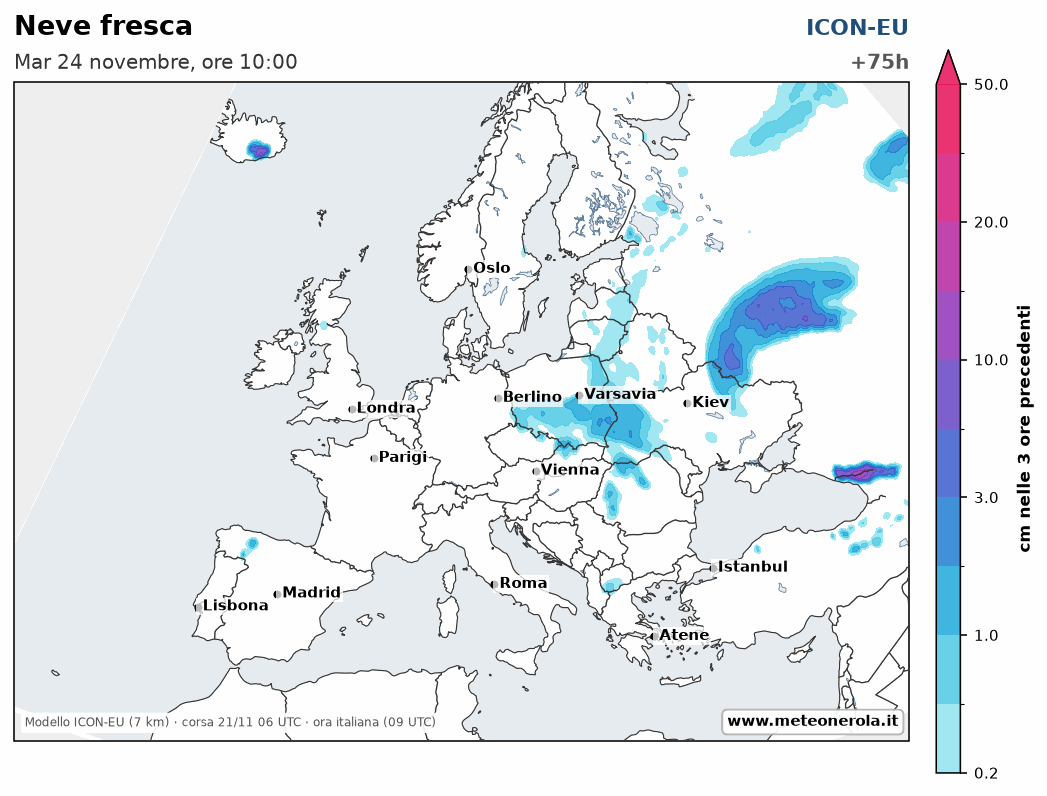 Neve fresca
ICON-EU
Mar 24 novembre, ore 10:00
+75h
50.0
20.0
10.0
3.0
1.0
0.2
cm nelle 3 ore precedenti
Oslo
Berlino
Varsavia
Londra
Kiev
Parigi
Vienna
Istanbul
Roma
Madrid
Lisbona
Atene
Modello ICON-EU (7 km) · corsa 21/11 06 UTC · ora italiana (09 UTC)
www.meteonerola.it